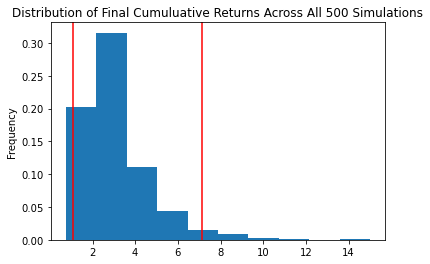 Distribution of Final Cumuluative Returns Across All 500 Simulations
0.30
0.25
0.20
0.15
0.10
0.05
0.00
Frequency
2 4 6 8 10 12 14